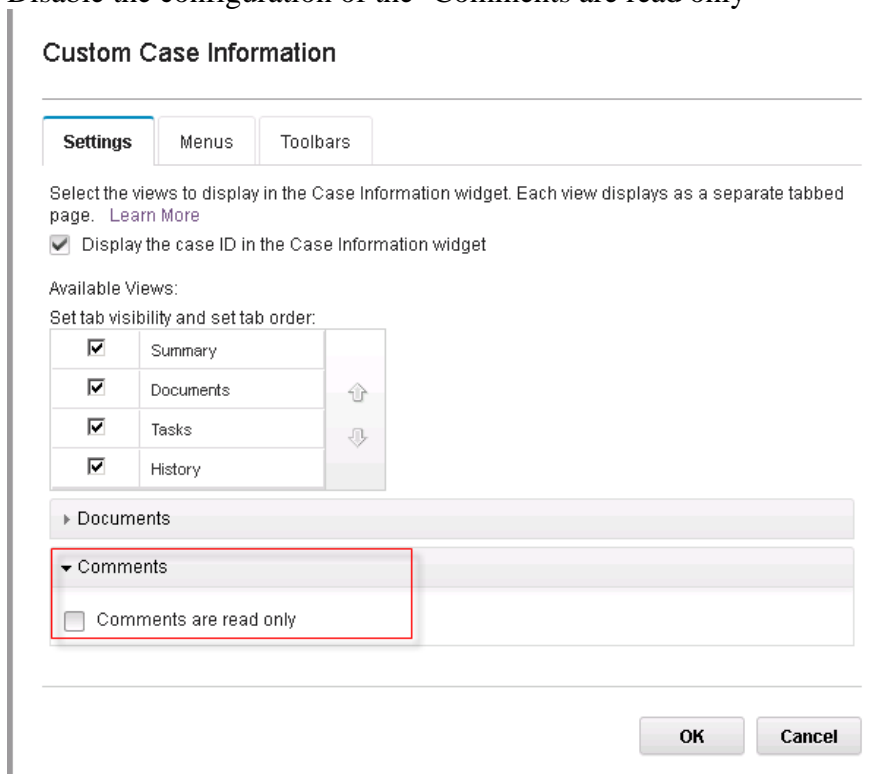 Disable the configuration of the "Comments are read only"
Custom Case Information
Settings Menus Toolbars
Select the views to display in the Case Information widget. Each view displays as a separate tabbed
page. Learn More
Display the case ID in the Case Information widget
Available Views:
Set tab visibility and set tab order:
Summary
Documents
Tasks
History
Documents
Comments
Comments are read only
OK Cancel